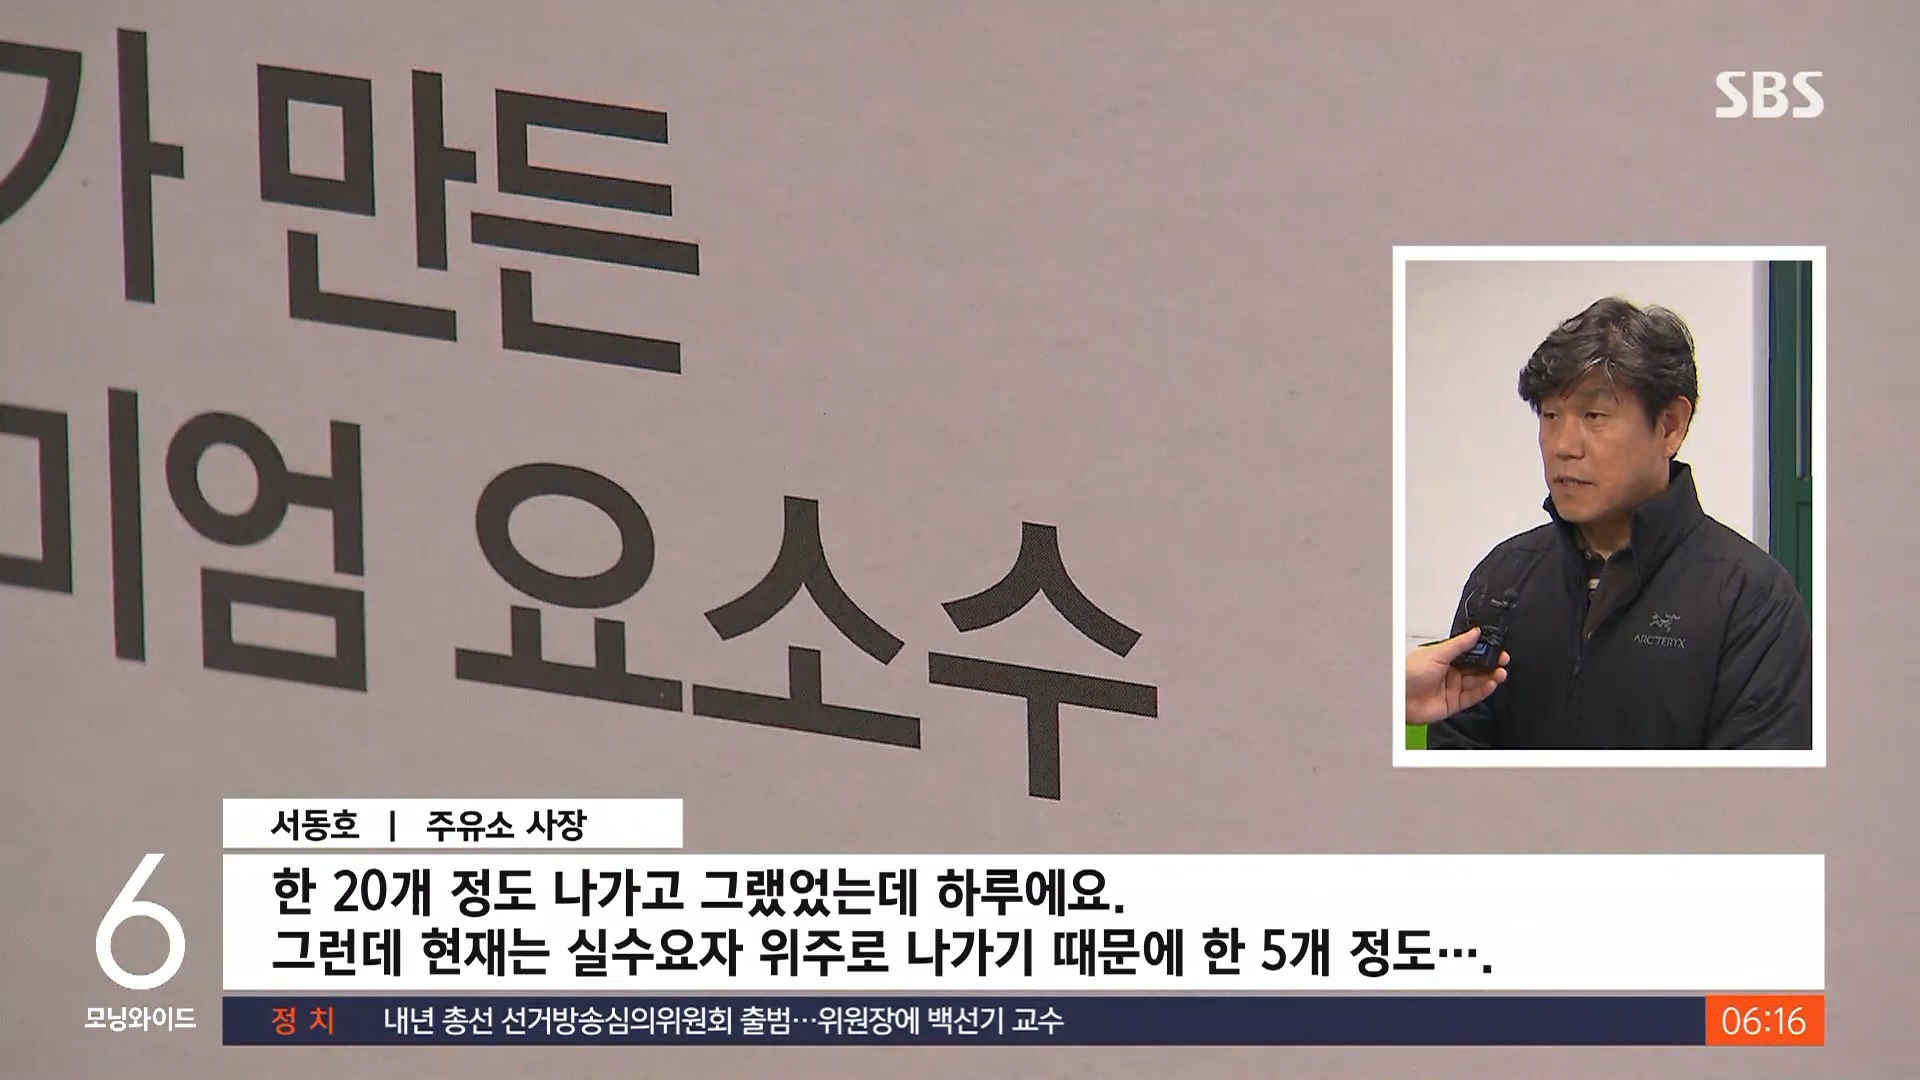 가 만든
미엄 요소수
SBS
ARC'TERYX
서동호 | 주유소 사장
한 20개 정도 나가고 그랬었는데 하루에요.
그런데 현재는 실수요자 위주로 나가기 때문에 한 5개 정도….
6
모닝와이드
정치 내년 총선 선거방송심의위원회 출범…위원장에 백선기 교수
06:16